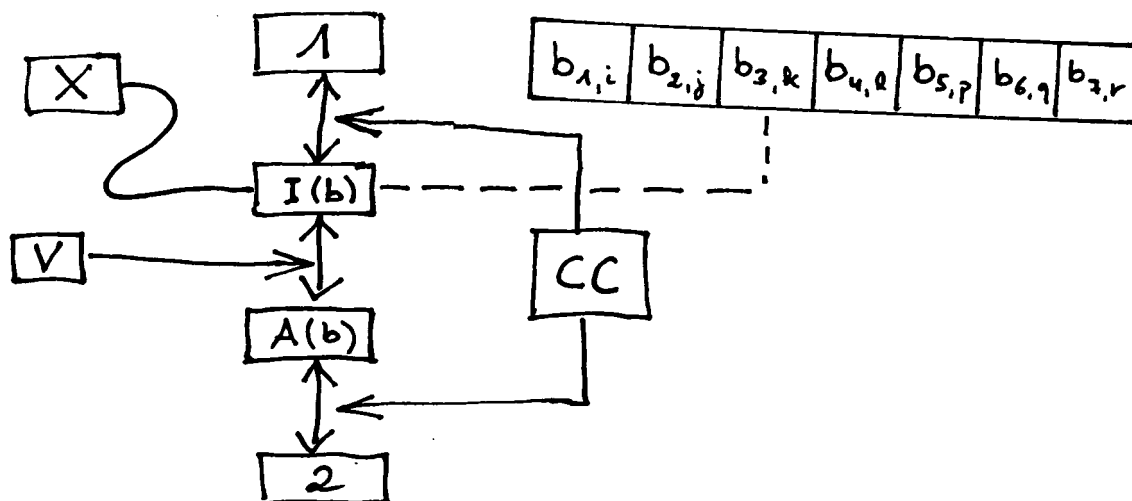 1
b₁,ᵢ b₂,ⱼ b₃,ₖ b₄,ℓ b₅,ₚ b₆,q b₇,ᵣ
X
I(b)
V
CC
A(b)
2